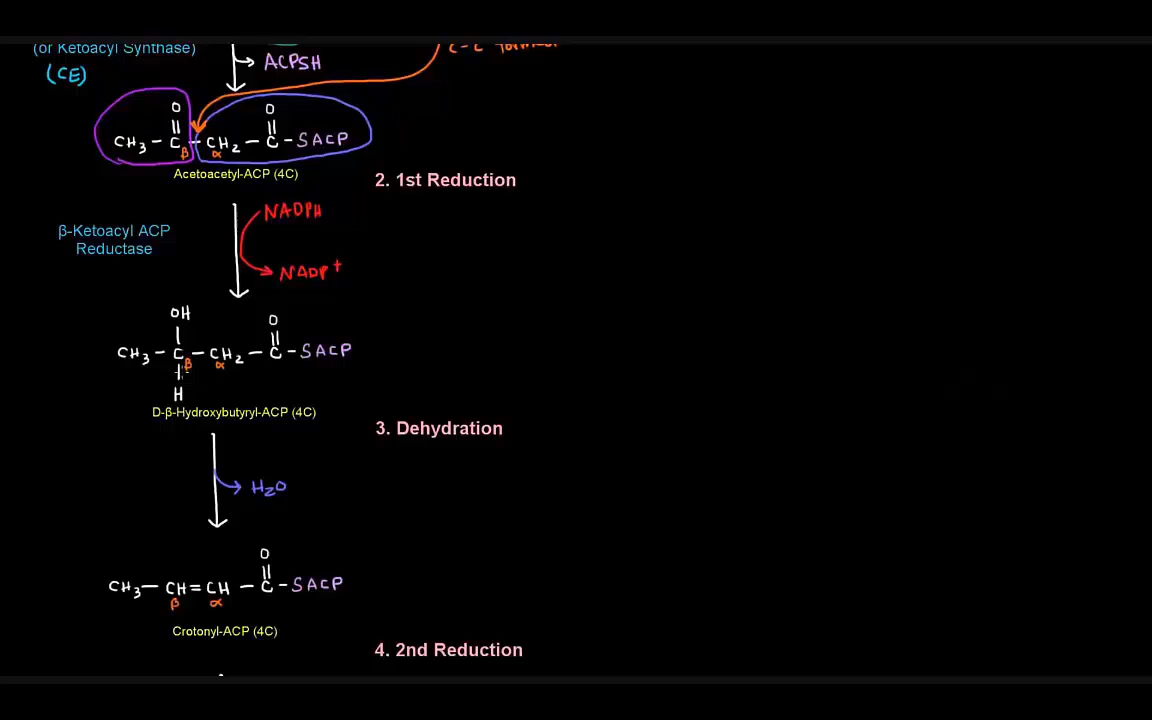 (or Ketoacyl Synthase)
(CE)
ACPSH
O
O
CH3 - C - CH2 - C - SACP
β α
Acetoacetyl-ACP (4C)
2. 1st Reduction
NADPH
β-Ketoacyl ACP
Reductase
NADP+
OH
O
CH3 - C - CH2 - C - SACP
β α
H
D-β-Hydroxybutyryl-ACP (4C)
3. Dehydration
H2O
O
CH3 - CH = CH - C - SACP
β α
Crotonyl-ACP (4C)
4. 2nd Reduction